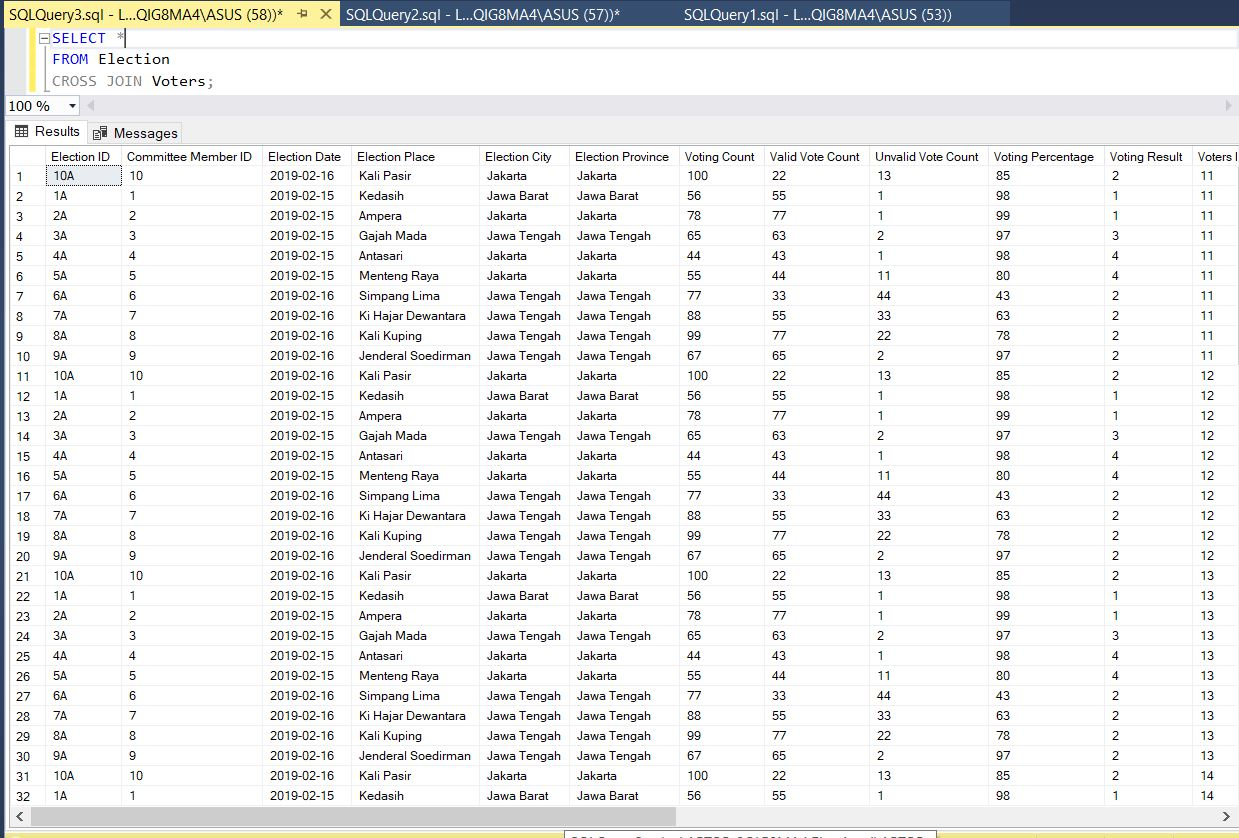 SQLQuery3.sql - L...QIG8MA4\ASUS (58))* SQLQuery2.sql - L...QIG8MA4\ASUS (57))* SQLQuery1.sql - L...QIG8MA4\ASUS (53))
SELECT *
FROM Election
CROSS JOIN Voters;
100 %
Results Messages
Election ID Committee Member ID Election Date Election Place Election City Election Province Voting Count Valid Vote Count Unvalid Vote Count Voting Percentage Voting Result Voters I
1 10A 10 2019-02-16 Kali Pasir Jakarta Jakarta 100 22 13 85 2 11
2 1A 1 2019-02-15 Kedasih Jawa Barat Jawa Barat 56 55 1 98 1 11
3 2A 2 2019-02-15 Ampera Jakarta Jakarta 78 77 1 99 1 11
4 3A 3 2019-02-15 Gajah Mada Jawa Tengah Jawa Tengah 65 63 2 97 3 11
5 4A 4 2019-02-15 Antasari Jakarta Jakarta 44 43 1 98 4 11
6 5A 5 2019-02-15 Menteng Raya Jakarta Jakarta 55 44 11 80 4 11
7 6A 6 2019-02-16 Simpang Lima Jawa Tengah Jawa Tengah 77 33 44 43 2 11
8 7A 7 2019-02-16 Ki Hajar Dewantara Jawa Tengah Jawa Tengah 88 55 33 63 2 11
9 8A 8 2019-02-16 Kali Kuping Jawa Tengah Jawa Tengah 99 77 22 78 2 11
10 9A 9 2019-02-16 Jenderal Soedirman Jawa Tengah Jawa Tengah 67 65 2 97 2 11
11 10A 10 2019-02-16 Kali Pasir Jakarta Jakarta 100 22 13 85 2 12
12 1A 1 2019-02-15 Kedasih Jawa Barat Jawa Barat 56 55 1 98 1 12
13 2A 2 2019-02-15 Ampera Jakarta Jakarta 78 77 1 99 1 12
14 3A 3 2019-02-15 Gajah Mada Jawa Tengah Jawa Tengah 65 63 2 97 3 12
15 4A 4 2019-02-15 Antasari Jakarta Jakarta 44 43 1 98 4 12
16 5A 5 2019-02-15 Menteng Raya Jakarta Jakarta 55 44 11 80 4 12
17 6A 6 2019-02-16 Simpang Lima Jawa Tengah Jawa Tengah 77 33 44 43 2 12
18 7A 7 2019-02-16 Ki Hajar Dewantara Jawa Tengah Jawa Tengah 88 55 33 63 2 12
19 8A 8 2019-02-16 Kali Kuping Jawa Tengah Jawa Tengah 99 77 22 78 2 12
20 9A 9 2019-02-16 Jenderal Soedirman Jawa Tengah Jawa Tengah 67 65 2 97 2 12
21 10A 10 2019-02-16 Kali Pasir Jakarta Jakarta 100 22 13 85 2 13
22 1A 1 2019-02-15 Kedasih Jawa Barat Jawa Barat 56 55 1 98 1 13
23 2A 2 2019-02-15 Ampera Jakarta Jakarta 78 77 1 99 1 13
24 3A 3 2019-02-15 Gajah Mada Jawa Tengah Jawa Tengah 65 63 2 97 3 13
25 4A 4 2019-02-15 Antasari Jakarta Jakarta 44 43 1 98 4 13
26 5A 5 2019-02-15 Menteng Raya Jakarta Jakarta 55 44 11 80 4 13
27 6A 6 2019-02-16 Simpang Lima Jawa Tengah Jawa Tengah 77 33 44 43 2 13
28 7A 7 2019-02-16 Ki Hajar Dewantara Jawa Tengah Jawa Tengah 88 55 33 63 2 13
29 8A 8 2019-02-16 Kali Kuping Jawa Tengah Jawa Tengah 99 77 22 78 2 13
30 9A 9 2019-02-16 Jenderal Soedirman Jawa Tengah Jawa Tengah 67 65 2 97 2 13
31 10A 10 2019-02-16 Kali Pasir Jakarta Jakarta 100 22 13 85 2 14
32 1A 1 2019-02-15 Kedasih Jawa Barat Jawa Barat 56 55 1 98 1 14